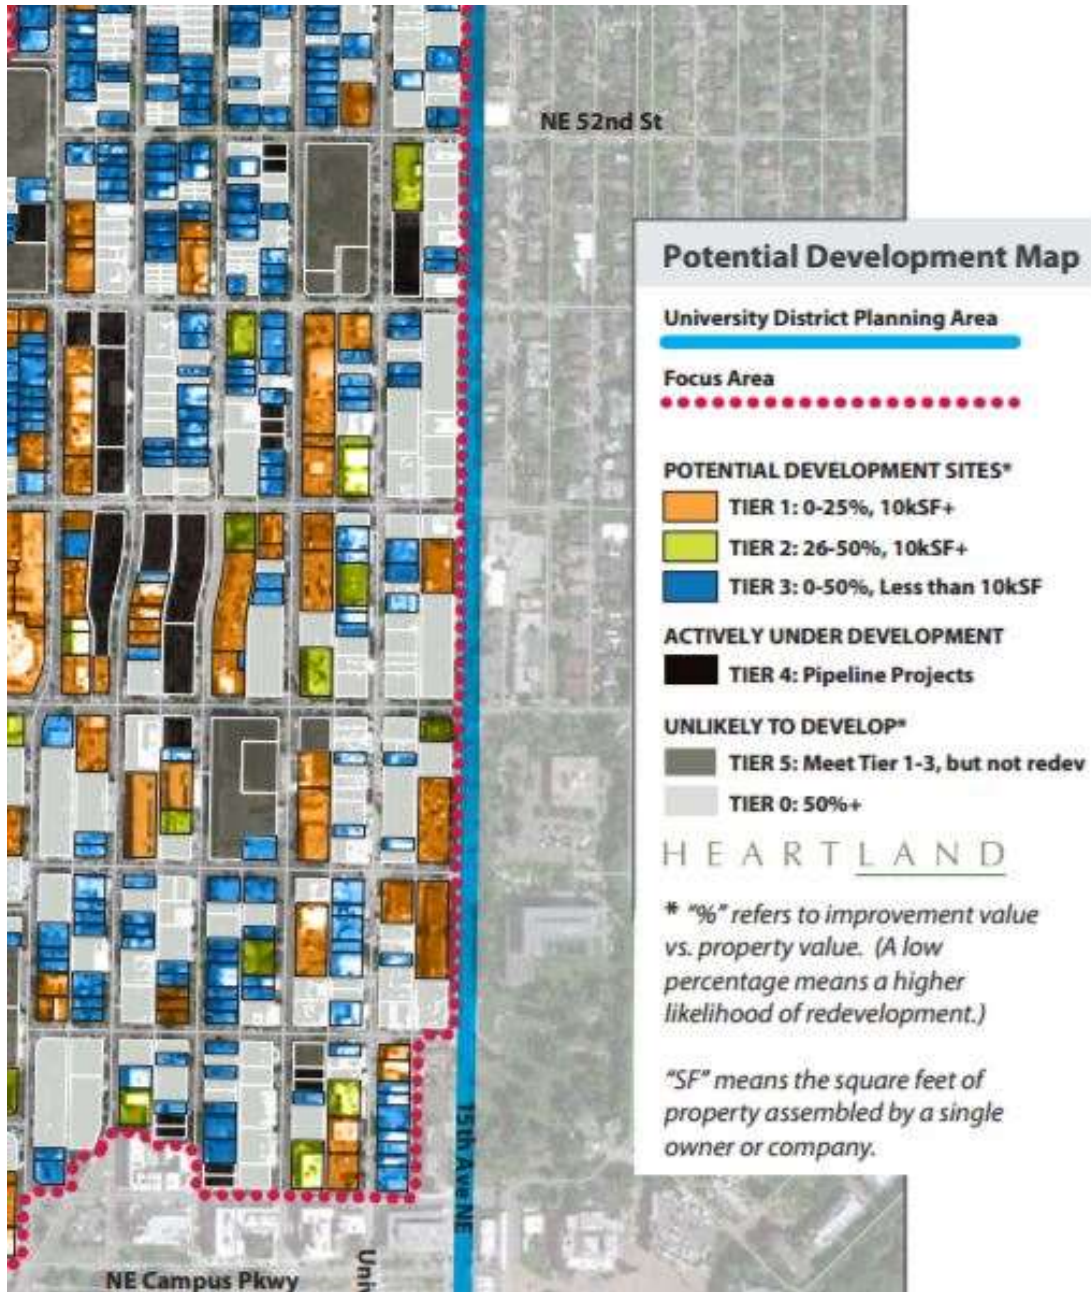 NE 52nd St
Potential Development Map
University District Planning Area
Focus Area
POTENTIAL DEVELOPMENT SITES*
TIER 1: 0-25%, 10kSF+
TIER 2: 26-50%, 10kSF+
TIER 3: 0-50%, Less than 10kSF
ACTIVELY UNDER DEVELOPMENT
TIER 4: Pipeline Projects
UNLIKELY TO DEVELOP*
TIER 5: Meet Tier 1-3, but not redev
TIER 0: 50%+
HEARTLAND
* "%" refers to improvement value
vs. property value. (A low
percentage means a higher
likelihood of redevelopment.)
"SF" means the square feet of
property assembled by a single
owner or company.
15th Ave NE
Univ
NE Campus Pkwy